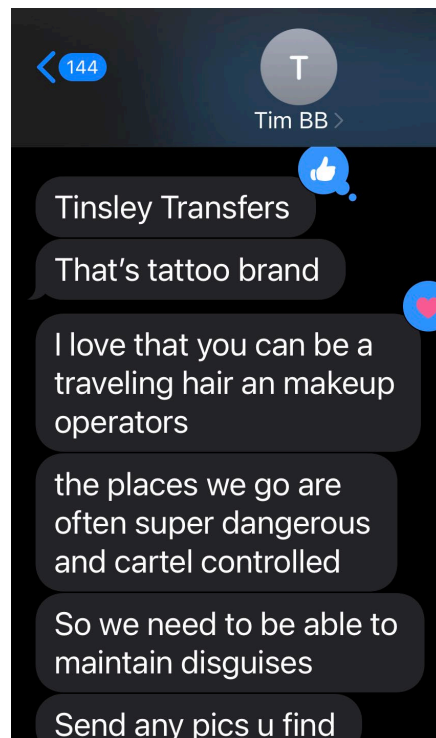 144
T
Tim BB
Tinsley Transfers
That's tattoo brand
I love that you can be a
traveling hair an makeup
operators
the places we go are
often super dangerous
and cartel controlled
So we need to be able to
maintain disguises
Send any pics u find